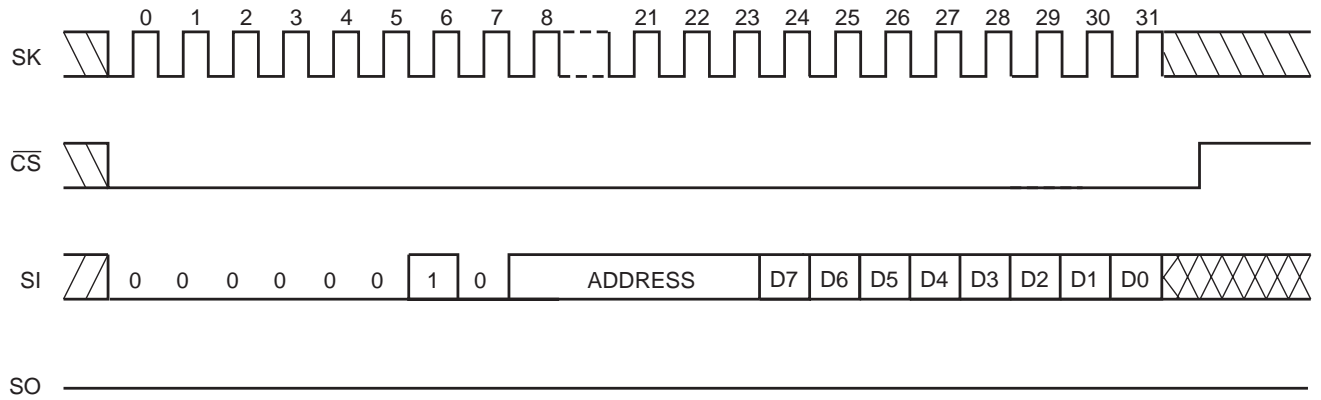 0 1 2 3 4 5 6 7 8 21 22 23 24 25 26 27 28 29 30 31
SK
CS
SI 0 0 0 0 0 0 1 0 ADDRESS D7 D6 D5 D4 D3 D2 D1 D0
SO